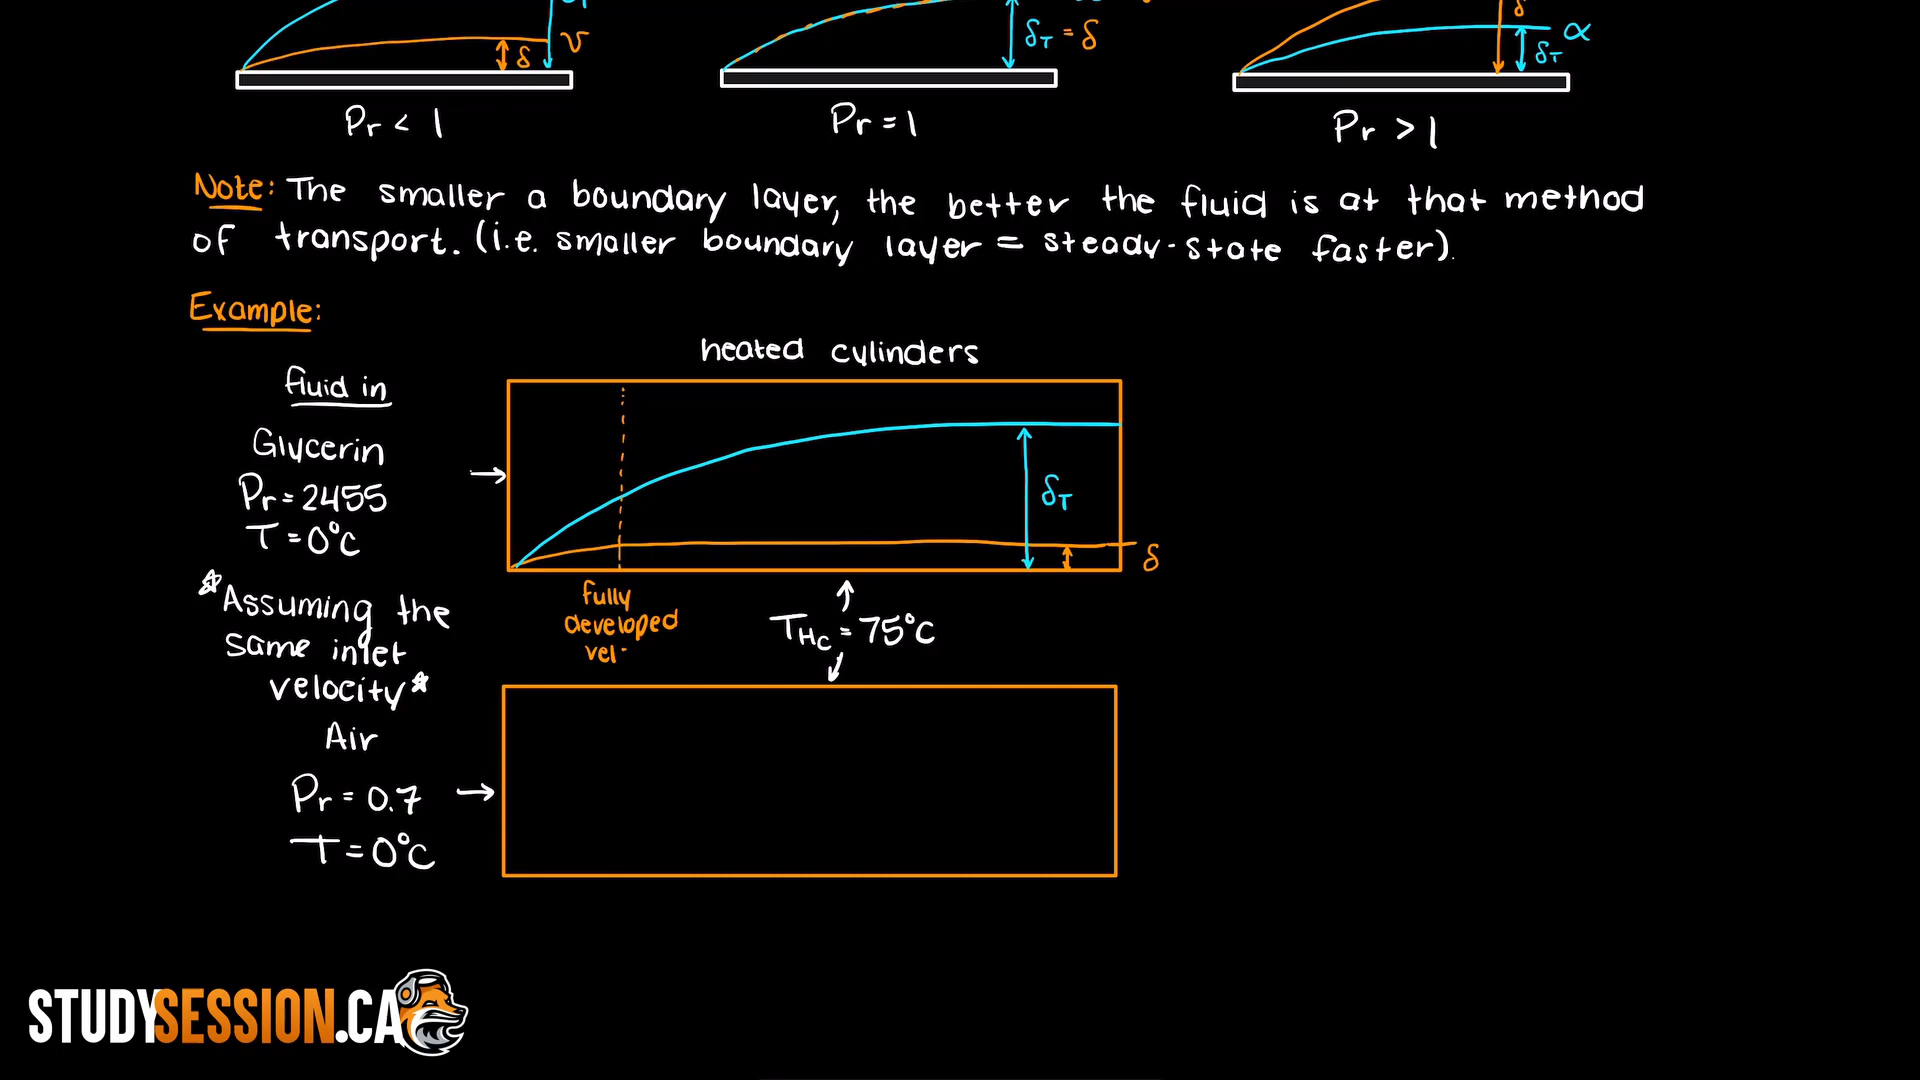 ν
δ
δT = δ
δ
α
δT
Pr < 1
Pr = 1
Pr > 1
Note: The smaller a boundary layer, the better the fluid is at that method
of transport. (i.e. smaller boundary layer = steady-state faster).
Example:
heated cylinders
fluid in
Glycerin
Pr = 2455
T = 0°C
δT
δ
fully
developed
vel.
THC = 75°C
*Assuming the
same inlet
velocity*
Air
Pr = 0.7
T = 0°C
STUDYSESSION.CA